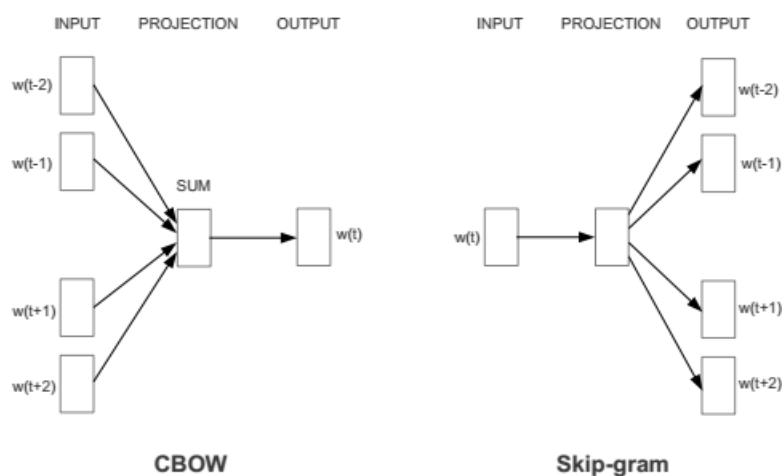 INPUT PROJECTION OUTPUT
w(t-2)
w(t-1)
SUM
w(t)
w(t+1)
w(t+2)
CBOW
INPUT PROJECTION OUTPUT
w(t-2)
w(t-1)
w(t)
w(t+1)
w(t+2)
Skip-gram